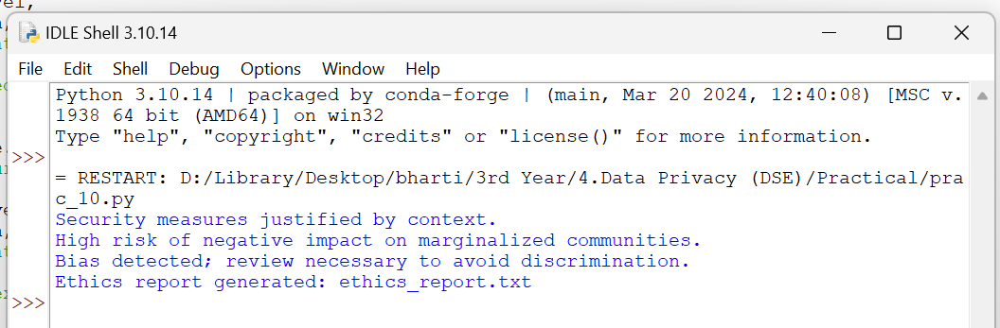 IDLE Shell 3.10.14
File Edit Shell Debug Options Window Help
Python 3.10.14 | packaged by conda-forge | (main, Mar 20 2024, 12:40:08) [MSC v.
1938 64 bit (AMD64)] on win32
Type "help", "copyright", "credits" or "license()" for more information.
>>>
= RESTART: D:/Library/Desktop/bharti/3rd Year/4.Data Privacy (DSE)/Practical/pra
c_10.py
Security measures justified by context.
High risk of negative impact on marginalized communities.
Bias detected; review necessary to avoid discrimination.
Ethics report generated: ethics_report.txt
>>>